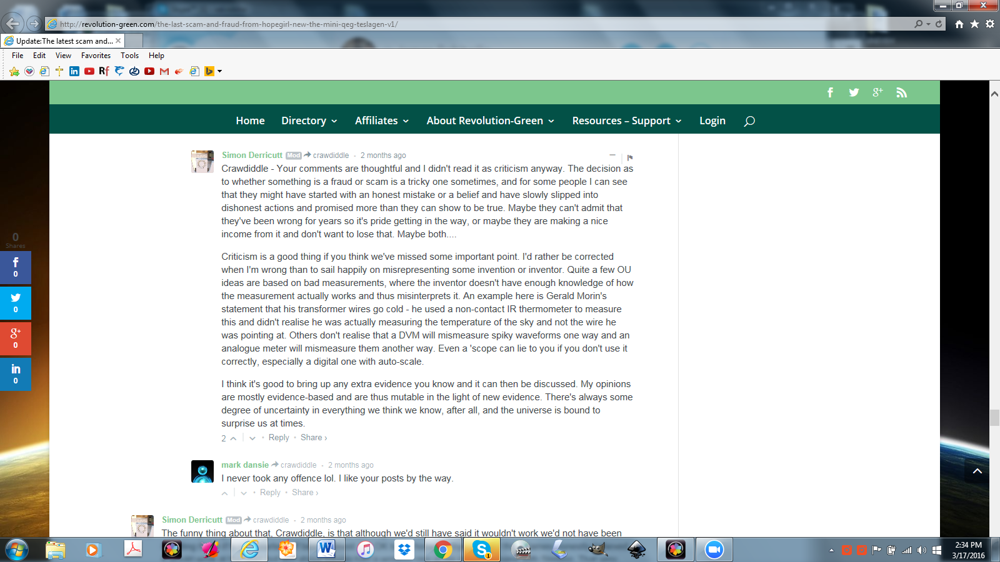 http://revolution-green.com/the-last-scam-and-fraud-from-hopegirl-new-the-mini-qeg-teslagen-v1/
Update:The latest scam and...
File Edit View Favorites Tools Help
Home Directory Affiliates About Revolution-Green Resources – Support Login
Simon Derricutt Mod crawdiddle · 2 months ago
Crawdiddle - Your comments are thoughtful and I didn't read it as criticism anyway. The decision as
to whether something is a fraud or scam is a tricky one sometimes, and for some people I can see
that they might have started with an honest mistake or a belief and have slowly slipped into
dishonest actions and promised more than they can show to be true. Maybe they can't admit that
they've been wrong for years so it's pride getting in the way, or maybe they are making a nice
income from it and don't want to lose that. Maybe both....
Criticism is a good thing if you think we've missed some important point. I'd rather be corrected
when I'm wrong than to sail happily on misrepresenting some invention or inventor. Quite a few OU
ideas are based on bad measurements, where the inventor doesn't have enough knowledge of how
the measurement actually works and thus misinterprets it. An example here is Gerald Morin's
statement that his transformer wires go cold - he used a non-contact IR thermometer to measure
this and didn't realise he was actually measuring the temperature of the sky and not the wire he
was pointing at. Others don't realise that a DVM will mismeasure spiky waveforms one way and an
analogue meter will mismeasure them another way. Even a 'scope can lie to you if you don't use it
correctly, especially a digital one with auto-scale.
I think it's good to bring up any extra evidence you know and it can then be discussed. My opinions
are mostly evidence-based and are thus mutable in the light of new evidence. There's always some
degree of uncertainty in everything we think we know, after all, and the universe is bound to
surprise us at times.
2 · Reply · Share ›
mark dansie crawdiddle · 2 months ago
I never took any offence lol. I like your posts by the way.
· Reply · Share ›
Simon Derricutt Mod crawdiddle · 2 months ago
The funny thing about that, Crawdiddle, is that although we'd still have said it wouldn't work we'd not have been
0
Shares
0
0
0
0
2:34 PM
3/17/2016